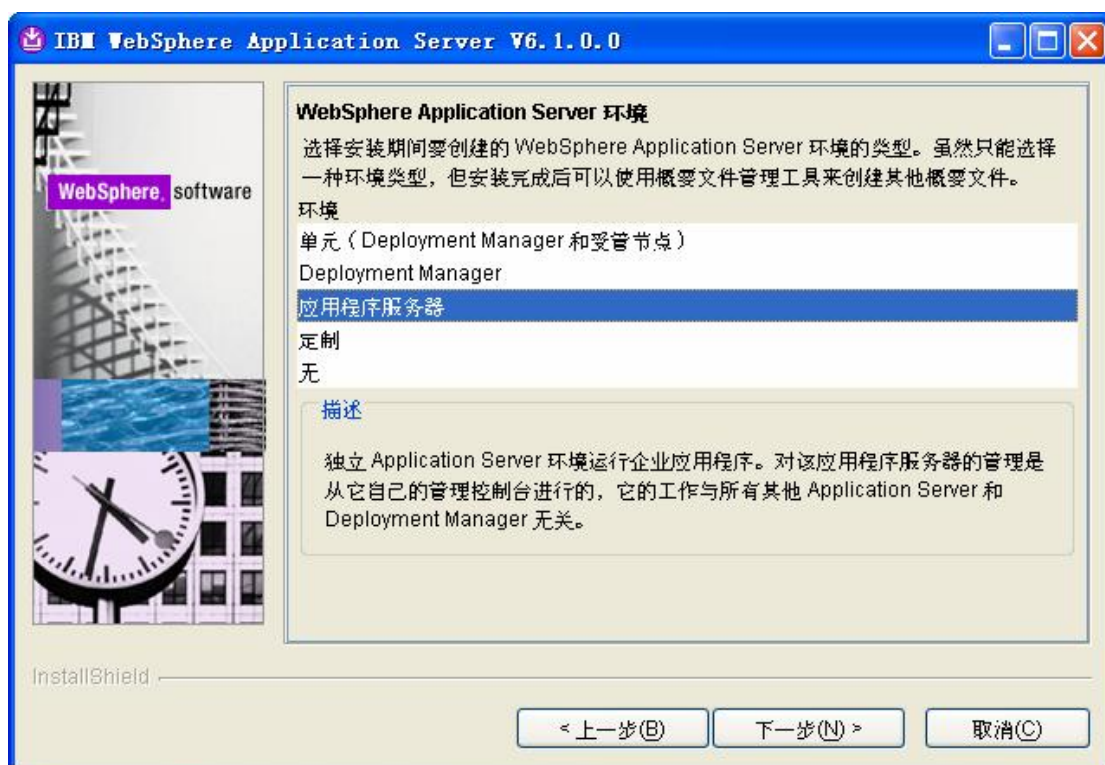 IBM WebSphere Application Server V6.1.0.0
WebSphere. software
WebSphere Application Server 环境
选择安装期间要创建的 WebSphere Application Server 环境的类型。虽然只能选择
一种环境类型，但安装完成后可以使用概要文件管理工具来创建其他概要文件。
环境
单元（Deployment Manager 和受管节点）
Deployment Manager
应用程序服务器
定制
无
描述
独立 Application Server 环境运行企业应用程序。对该应用程序服务器的管理是
从它自己的管理控制台进行的，它的工作与所有其他 Application Server 和
Deployment Manager 无关。
InstallShield
<上一步(B)
下一步(N)>
取消(C)